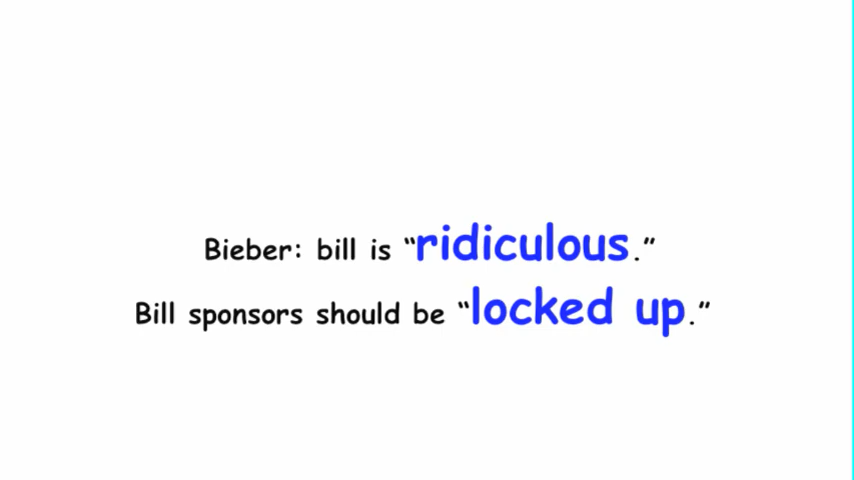 Bieber: bill is “ridiculous.”
Bill sponsors should be “locked up.”